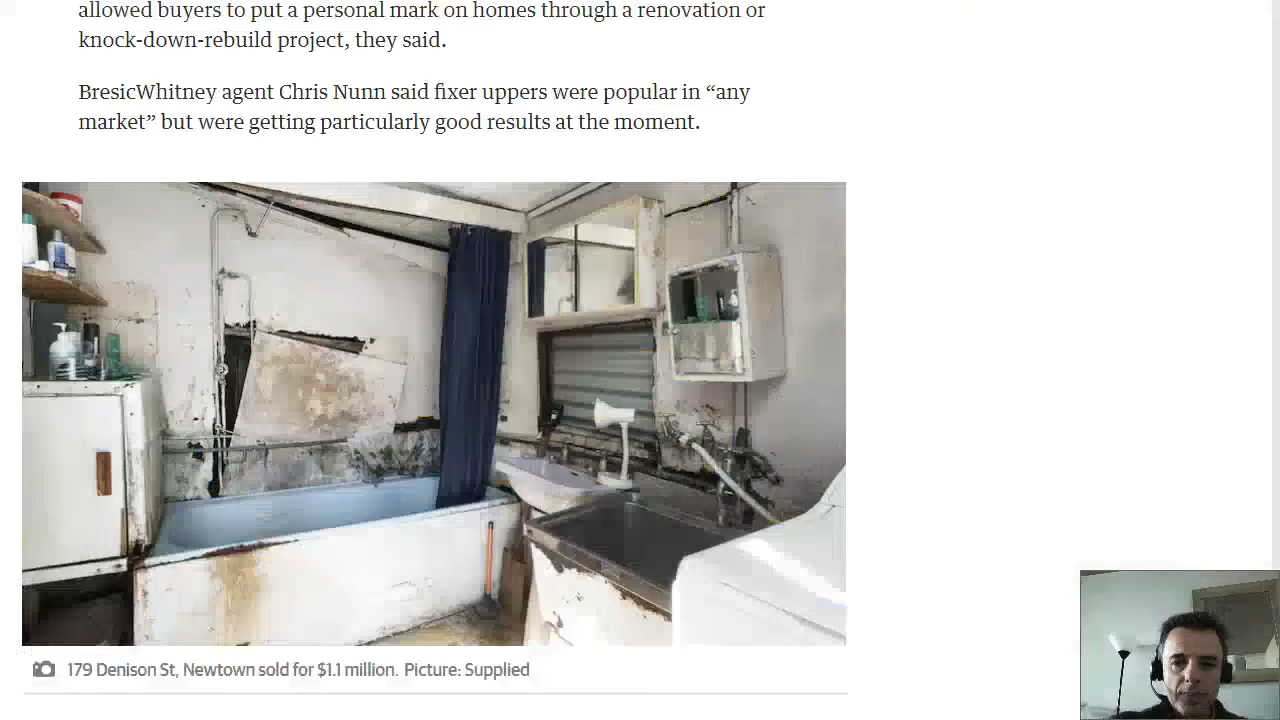 allowed buyers to put a personal mark on homes through a renovation or
knock-down-rebuild project, they said.
BresicWhitney agent Chris Nunn said fixer uppers were popular in “any
market” but were getting particularly good results at the moment.
179 Denison St, Newtown sold for $1.1 million. Picture: Supplied